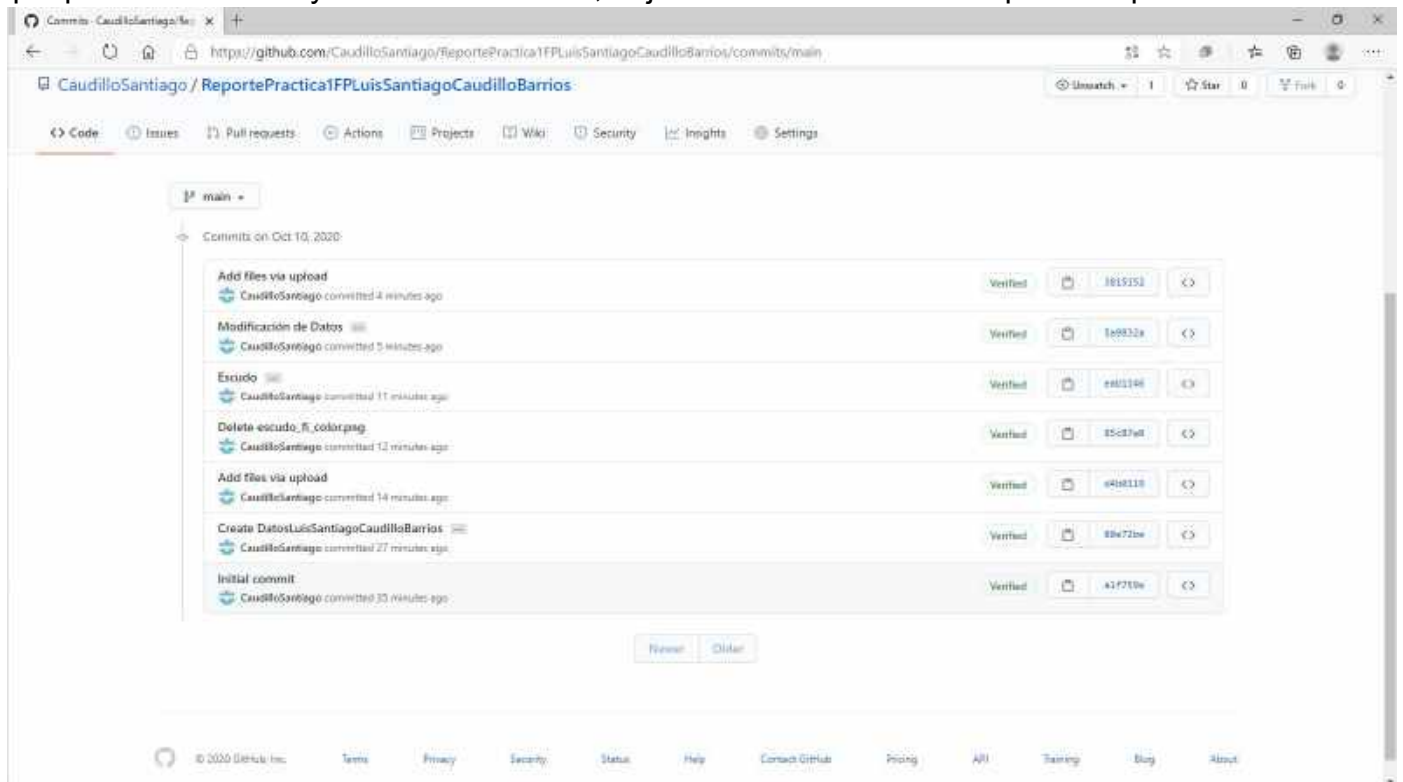 Commits · CaudilloSantiago/Re
https://github.com/CaudilloSantiago/ReportePractica1FPLuisSantiagoCaudilloBarrios/commits/main
CaudilloSantiago / ReportePractica1FPLuisSantiagoCaudilloBarrios
Unwatch 1 Star 0 Fork 0
Code Issues Pull requests Actions Projects Wiki Security Insights Settings
main
Commits on Oct 10, 2020
Add files via upload
CaudilloSantiago committed 4 minutes ago
Verified
Modificación de Datos
CaudilloSantiago committed 5 minutes ago
Verified
Escudo
CaudilloSantiago committed 11 minutes ago
Verified
Delete escudo_fi_color.png
CaudilloSantiago committed 12 minutes ago
Verified
Add files via upload
CaudilloSantiago committed 14 minutes ago
Verified
Create DatosLuisSantiagoCaudilloBarrios
CaudilloSantiago committed 27 minutes ago
Verified
Initial commit
CaudilloSantiago committed 35 minutes ago
Verified
Newer Older
© 2020 GitHub, Inc. Terms Privacy Security Status Help Contact GitHub Pricing API Training Blog About